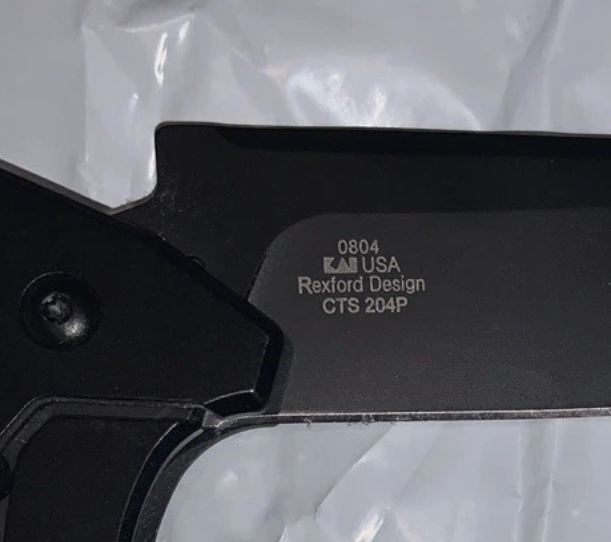 0804
KAI USA
Rexford Design
CTS 204P